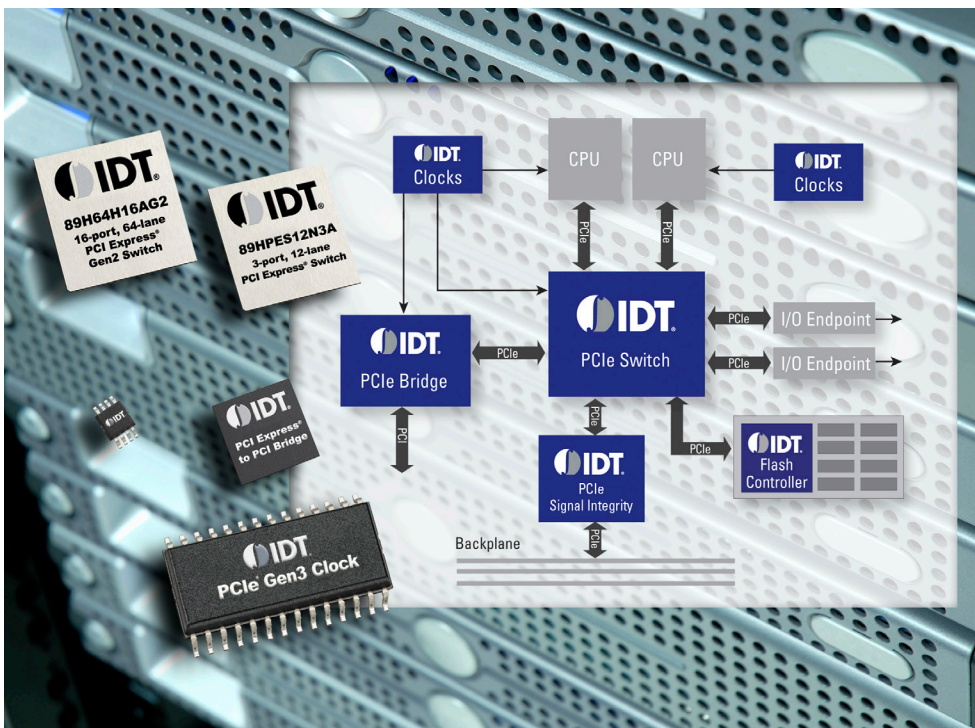 IDT®
89H64H16AG2
16-port, 64-lane
PCI Express®
Gen2 Switch
IDT®
89HPES12N3A
3-port, 12-lane
PCI Express® Switch
IDT
IDT®
PCI Express®
to PCI Bridge
IDT®
PCIe® Gen3 Clock
IDT®
Clocks
CPU
CPU
IDT®
Clocks
PCIe
PCIe
IDT®
PCIe Bridge
PCIe
IDT®
PCIe Switch
PCIe
I/O Endpoint
PCIe
I/O Endpoint
PCI
PCIe
PCIe
IDT®
Flash
Controller
IDT®
PCIe
Signal Integrity
PCIe
Backplane